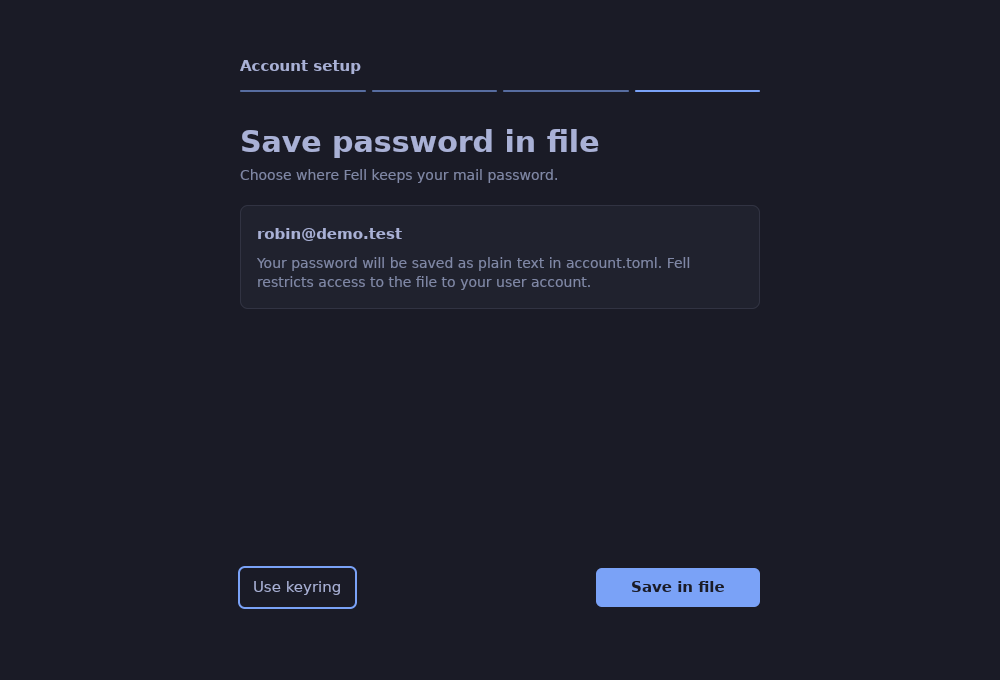 Account setup
Save password in file
Choose where Fell keeps your mail password.
robin@demo.test
Your password will be saved as plain text in account.toml. Fell
restricts access to the file to your user account.
Use keyring
Save in file